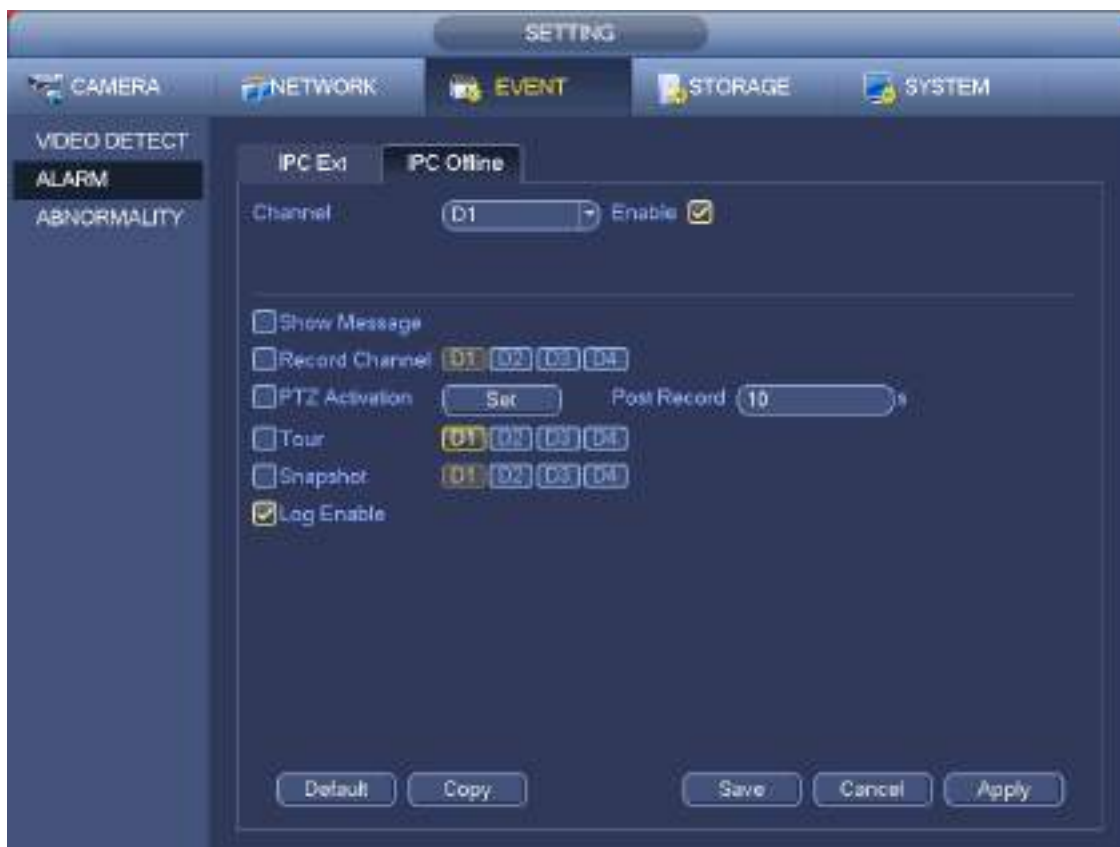 SETTING
CAMERA NETWORK EVENT STORAGE SYSTEM
VIDEO DETECT
ALARM
ABNORMALITY
IPC Ext IPC Offline
Channel D1 Enable
Show Message
Record Channel D1 D2 D3 D4
PTZ Activation Set Post Record 10 s
Tour D1 D2 D3 D4
Snapshot D1 D2 D3 D4
Log Enable
Default Copy Save Cancel Apply